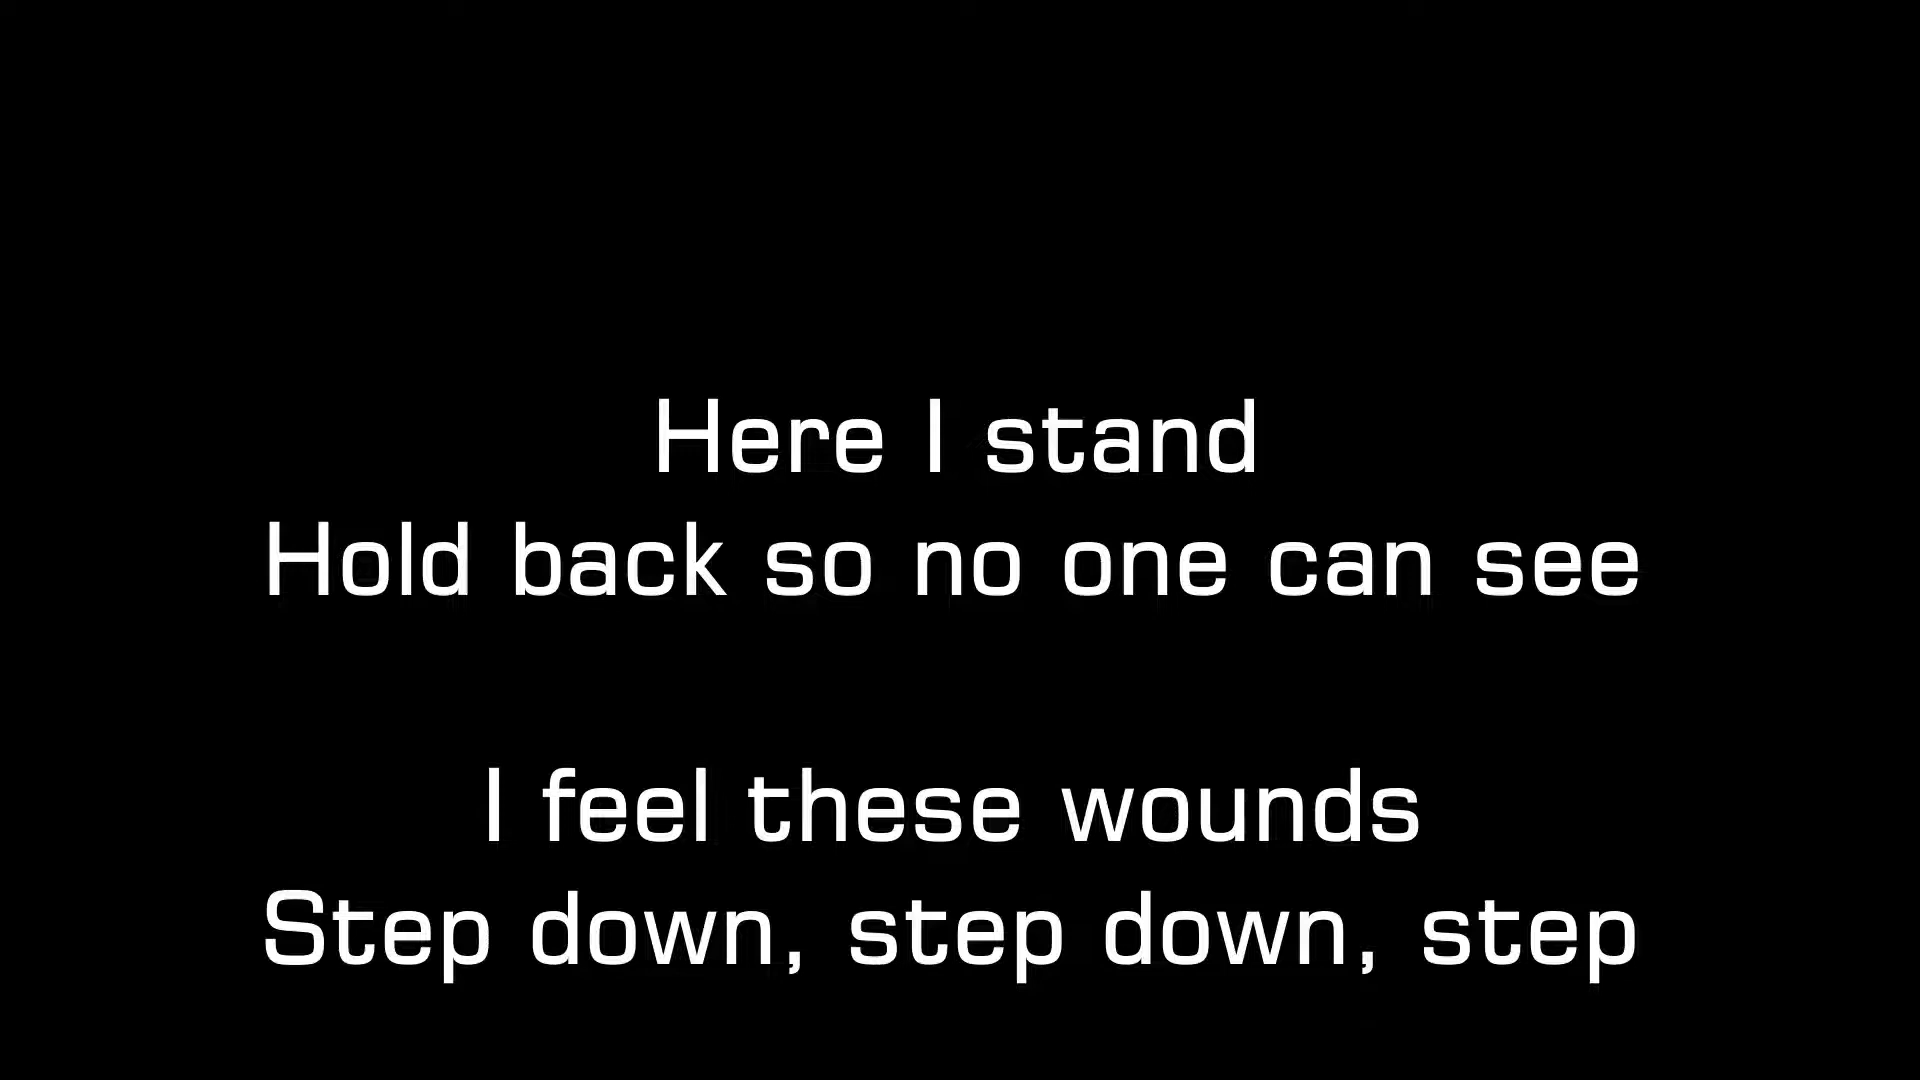 Here I stand
Hold back so no one can see
I feel these wounds
Step down, step down, step